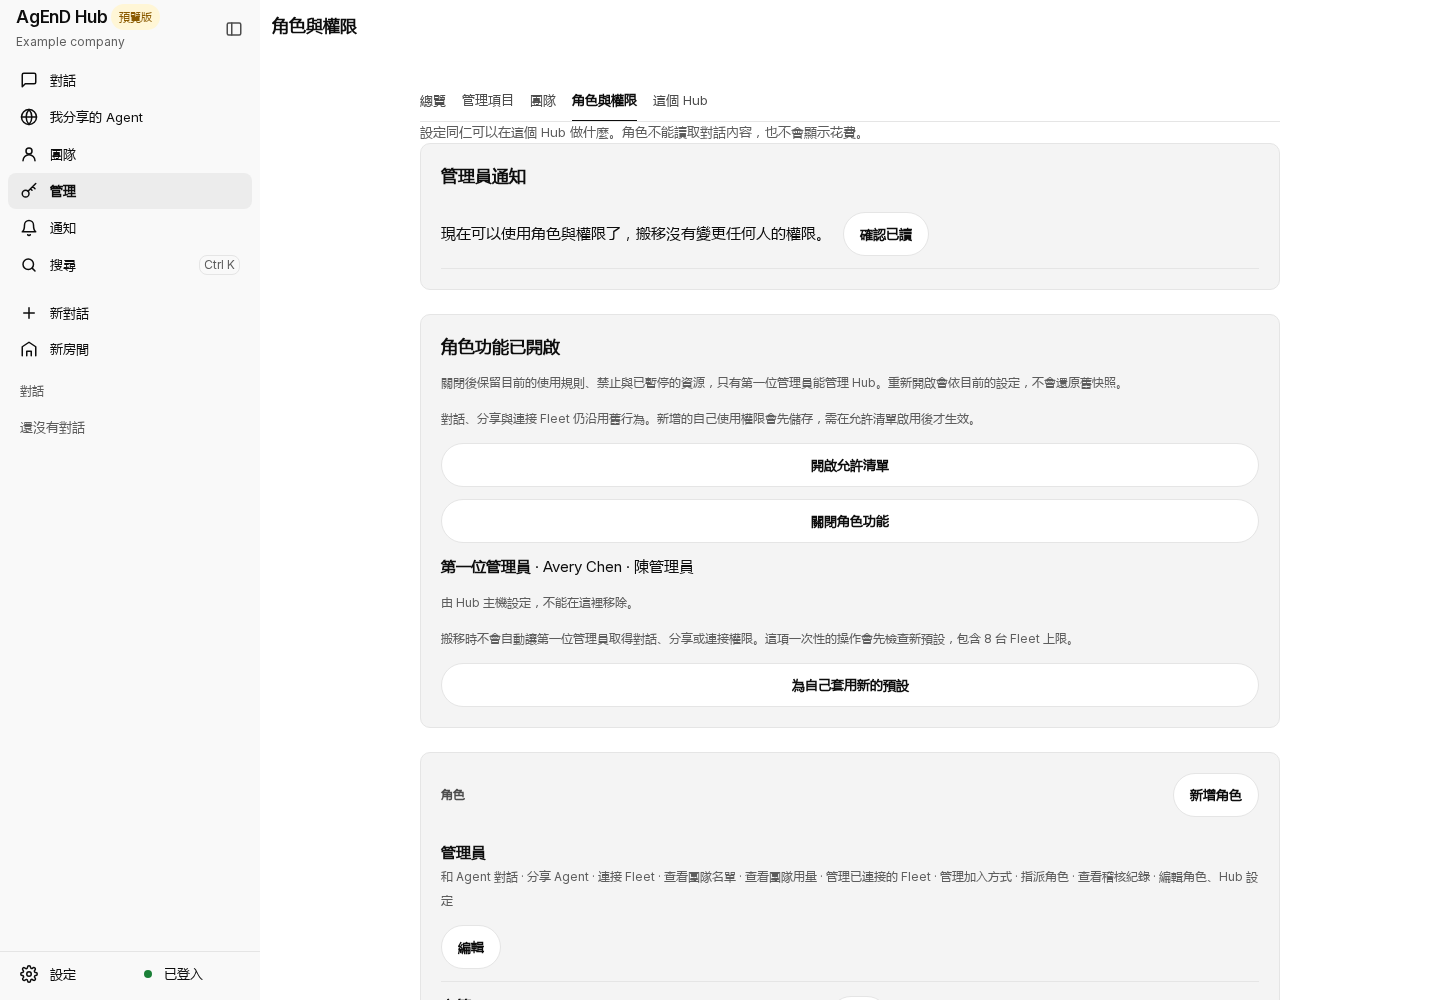 AgEnD Hub 預覽版
Example company
對話
我分享的 Agent
團隊
管理
通知
搜尋 Ctrl K
新對話
新房間
對話
還沒有對話
設定 已登入
角色與權限
總覽 管理項目 團隊 角色與權限 這個 Hub
設定同仁可以在這個 Hub 做什麼。角色不能讀取對話內容，也不會顯示花費。
管理員通知
現在可以使用角色與權限了，搬移沒有變更任何人的權限。 確認已讀
角色功能已開啟
關閉後保留目前的使用規則、禁止與已暫停的資源，只有第一位管理員能管理 Hub。重新開啟會依目前的設定，不會還原舊快照。
對話、分享與連接 Fleet 仍沿用舊行為。新增的自己使用權限會先儲存，需在允許清單啟用後才生效。
開啟允許清單
關閉角色功能
第一位管理員 · Avery Chen · 陳管理員
由 Hub 主機設定，不能在這裡移除。
搬移時不會自動讓第一位管理員取得對話、分享或連接權限。這項一次性的操作會先檢查新預設，包含 8 台 Fleet 上限。
為自己套用新的預設
角色 新增角色
管理員
和 Agent 對話 · 分享 Agent · 連接 Fleet · 查看團隊名單 · 查看團隊用量 · 管理已連接的 Fleet · 管理加入方式 · 指派角色 · 查看稽核紀錄 · 編輯角色、Hub 設
定
編輯